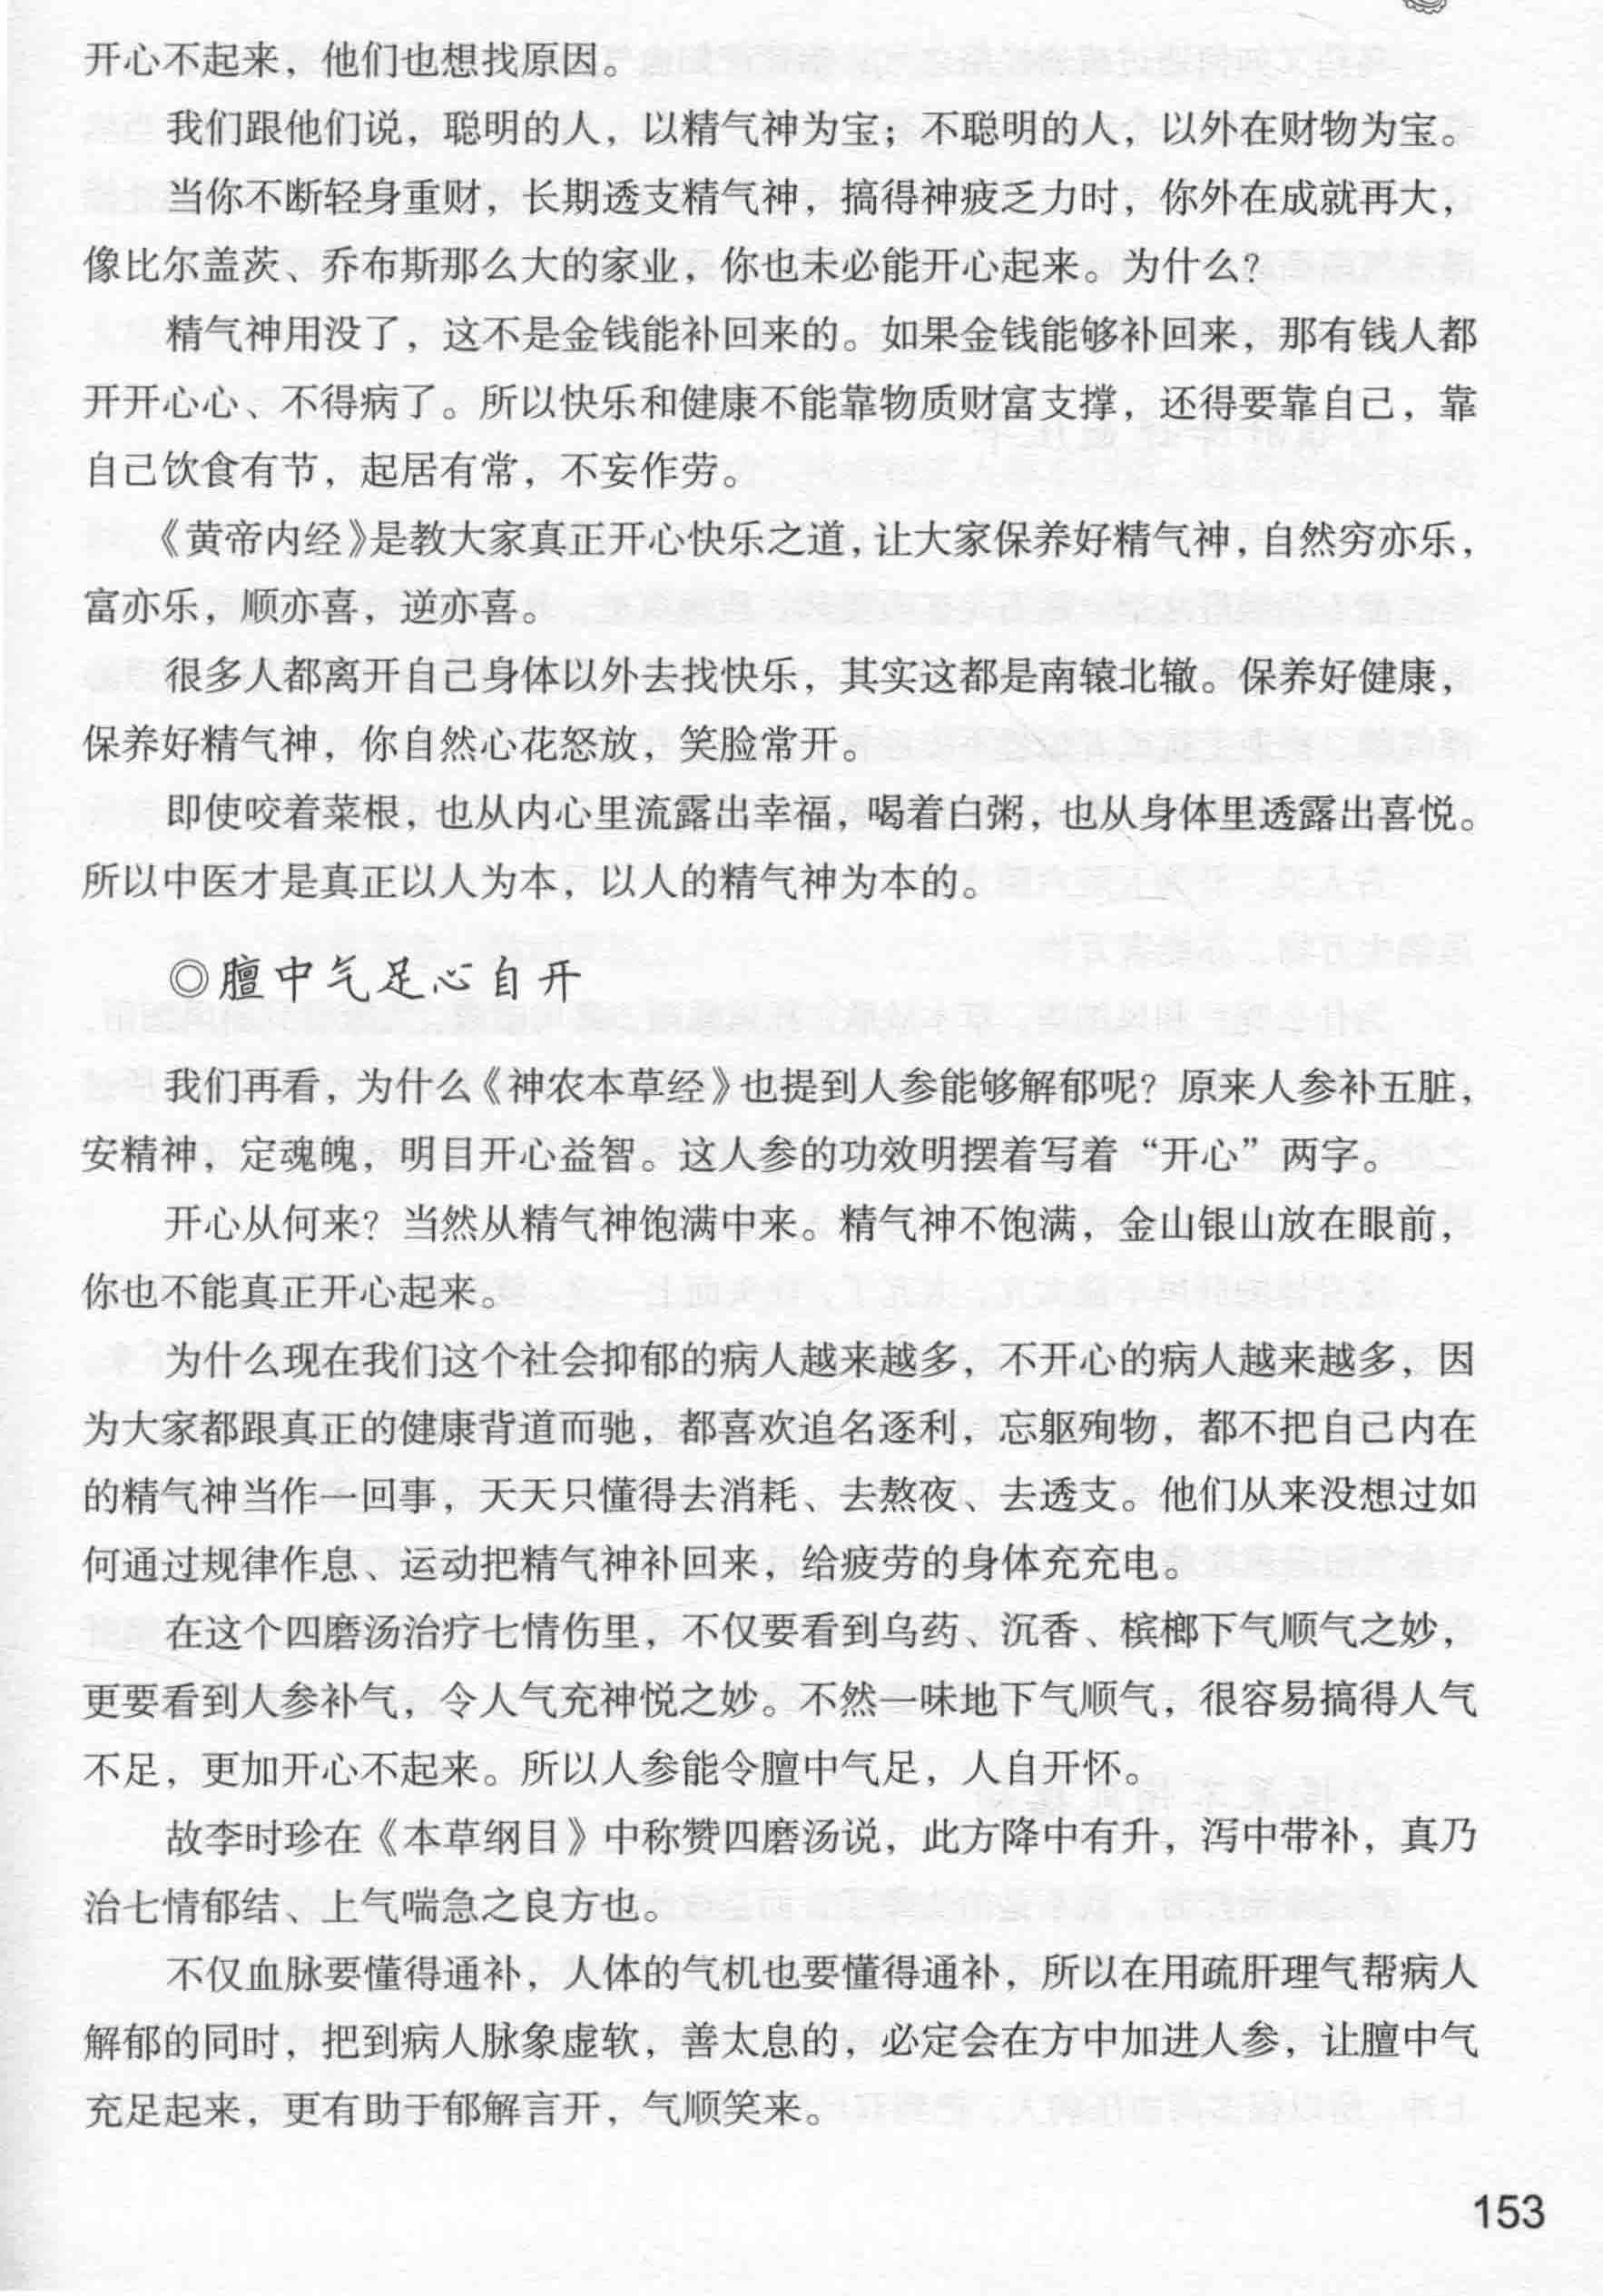 开心不起来，他们也想找原因。
我们跟他们说，聪明的人，以精气神为宝；不聪明的人，以外在财物为宝。
当你不断轻身重财，长期透支精气神，搞得神疲乏力时，你外在成就再大，
像比尔盖茨、乔布斯那么大的家业，你也未必能开心起来。为什么？
精气神用没了，这不是金钱能补回来的。如果金钱能够补回来，那有钱人都
开开心心、不得病了。所以快乐和健康不能靠物质财富支撑，还得要靠自己，靠
自己饮食有节，起居有常，不妄作劳。
《黄帝内经》是教大家真正开心快乐之道，让大家保养好精气神，自然穷亦乐，
富亦乐，顺亦喜，逆亦喜。
很多人都离开自己身体以外去找快乐，其实这都是南辕北辙。保养好健康，
保养好精气神，你自然心花怒放，笑脸常开。
即使咬着菜根，也从内心里流露出幸福，喝着白粥，也从身体里透露出喜悦。
所以中医才是真正以人为本，以人的精气神为本的。
◎膻中气足心自开
我们再看，为什么《神农本草经》也提到人参能够解郁呢？原来人参补五脏，
安精神，定魂魄，明目开心益智。这人参的功效明摆着写着“开心”两字。
开心从何来？当然从精气神饱满中来。精气神不饱满，金山银山放在眼前，
你也不能真正开心起来。
为什么现在我们这个社会抑郁的病人越来越多，不开心的病人越来越多，因
为大家都跟真正的健康背道而驰，都喜欢追名逐利，忘躯殉物，都不把自己内在
的精气神当作一回事，天天只懂得去消耗、去熬夜、去透支。他们从来没想过如
何通过规律作息、运动把精气神补回来，给疲劳的身体充充电。
在这个四磨汤治疗七情伤里，不仅要看到乌药、沉香、槟榔下气顺气之妙，
更要看到人参补气，令人气充神悦之妙。不然一味地下气顺气，很容易搞得人气
不足，更加开心不起来。所以人参能令膻中气足，人自开怀。
故李时珍在《本草纲目》中称赞四磨汤说，此方降中有升，泻中带补，真乃
治七情郁结、上气喘急之良方也。
不仅血脉要懂得通补，人体的气机也要懂得通补，所以在用疏肝理气帮病人
解郁的同时，把到病人脉象虚软，善太息的，必定会在方中加进人参，让膻中气
充足起来，更有助于郁解言开，气顺笑来。
153